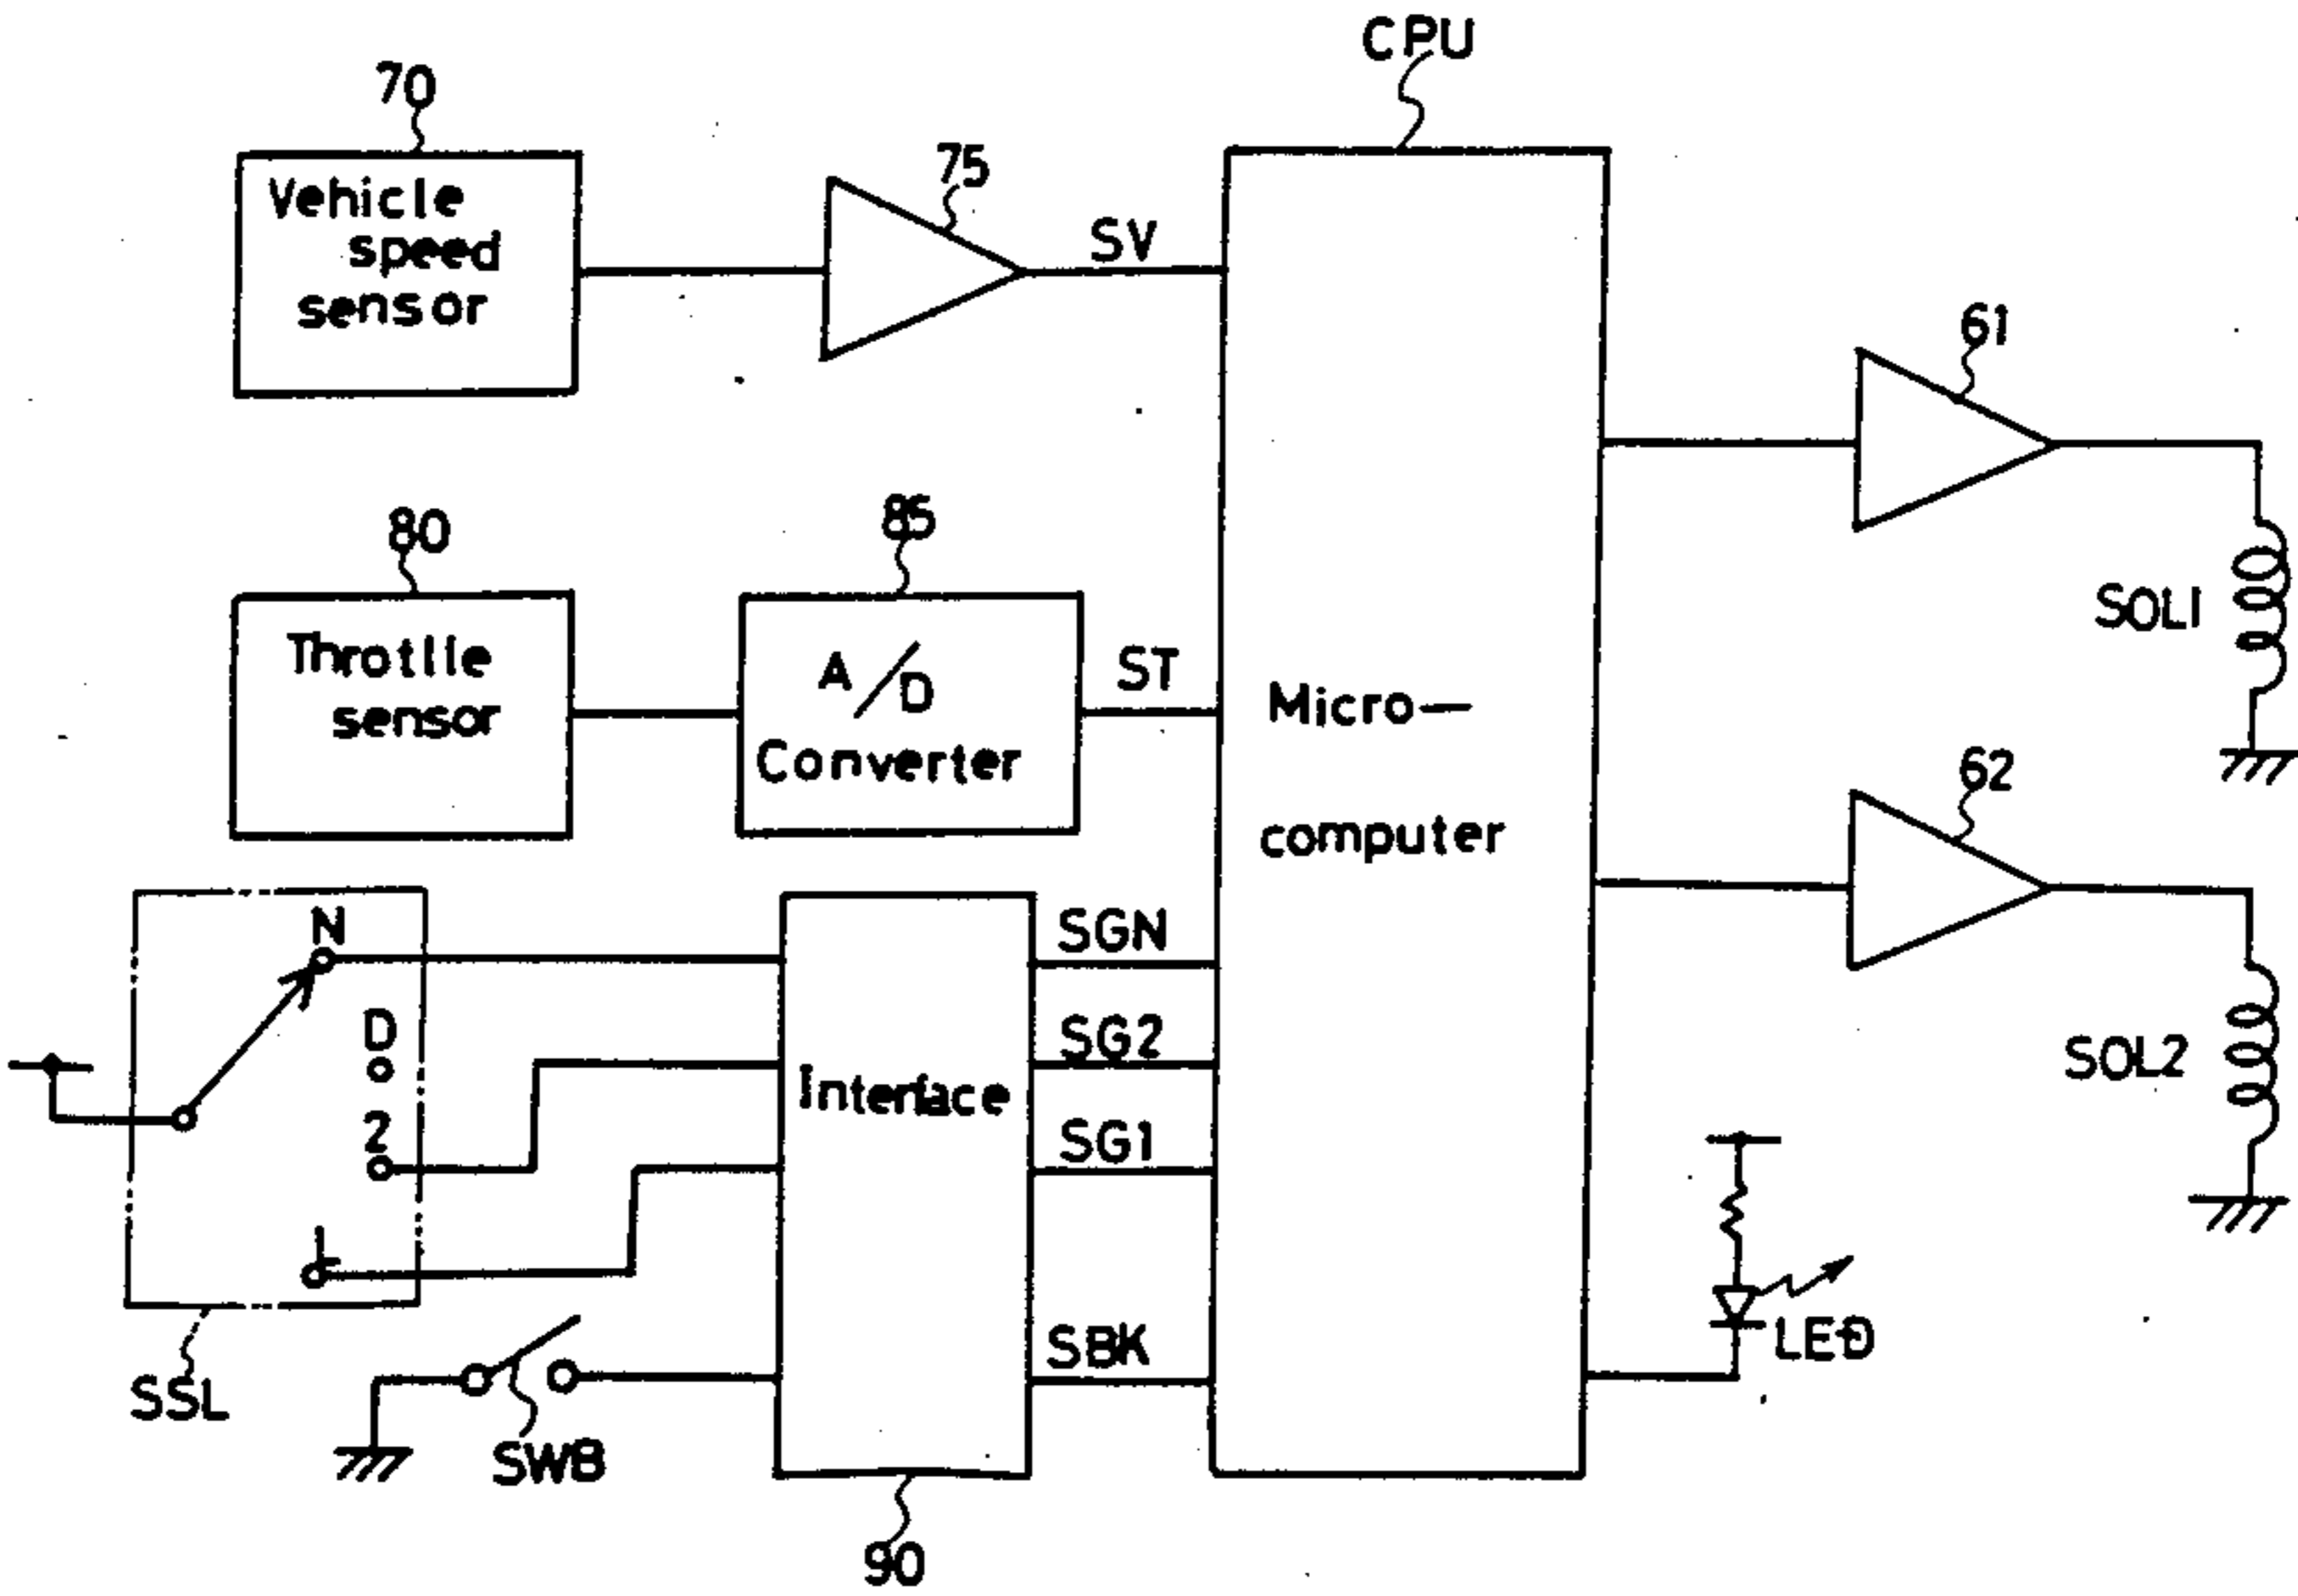 CPU
70
Vehicle
speed
sensor
75
SV
61
SOL1
80
Throttle
sensor
85
A/D
Converter
ST
Micro-
computer
62
SOL2
N
D
2
L
SSL
SWB
Interface
90
SGN
SG2
SG1
SBK
LED